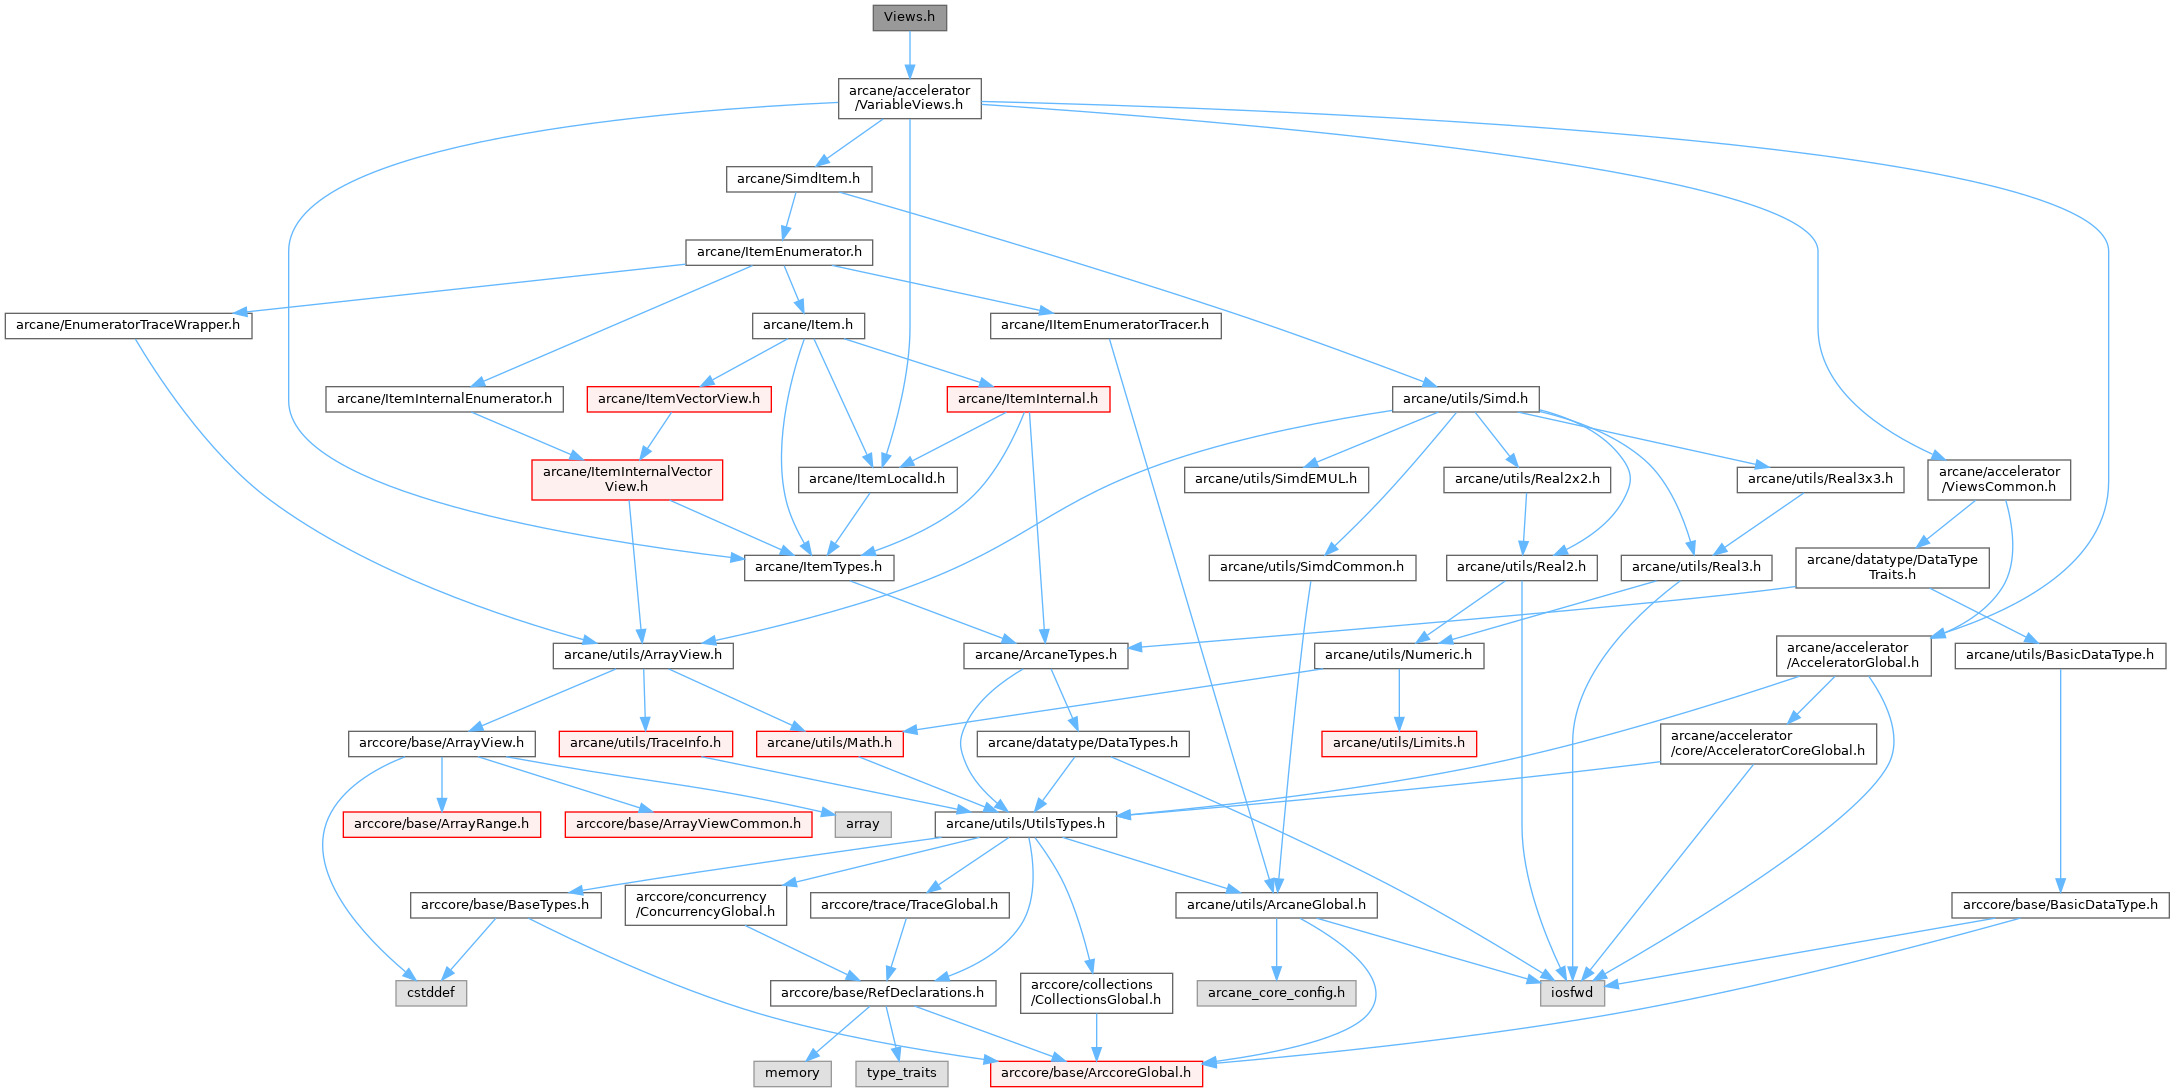 Views.h
arcane/accelerator
/VariableViews.h
arcane/SimdItem.h
arcane/ItemEnumerator.h
arcane/EnumeratorTraceWrapper.h
arcane/Item.h
arcane/IItemEnumeratorTracer.h
arcane/ItemInternalEnumerator.h
arcane/ItemVectorView.h
arcane/ItemInternal.h
arcane/utils/Simd.h
arcane/ItemInternalVector
View.h
arcane/ItemLocalId.h
arcane/utils/SimdEMUL.h
arcane/utils/Real2x2.h
arcane/utils/Real3x3.h
arcane/accelerator
/ViewsCommon.h
arcane/ItemTypes.h
arcane/utils/SimdCommon.h
arcane/utils/Real2.h
arcane/utils/Real3.h
arcane/datatype/DataType
Traits.h
arcane/utils/ArrayView.h
arcane/ArcaneTypes.h
arcane/utils/Numeric.h
arcane/accelerator
/AcceleratorGlobal.h
arcane/utils/BasicDataType.h
arccore/base/ArrayView.h
arcane/utils/TraceInfo.h
arcane/utils/Math.h
arcane/datatype/DataTypes.h
arcane/utils/Limits.h
arcane/accelerator
/core/AcceleratorCoreGlobal.h
arccore/base/ArrayRange.h
arccore/base/ArrayViewCommon.h
array
arcane/utils/UtilsTypes.h
arccore/base/BaseTypes.h
arccore/concurrency
/ConcurrencyGlobal.h
arccore/trace/TraceGlobal.h
arcane/utils/ArcaneGlobal.h
arccore/base/BasicDataType.h
cstddef
arccore/base/RefDeclarations.h
arccore/collections
/CollectionsGlobal.h
arcane_core_config.h
iosfwd
memory
type_traits
arccore/base/ArccoreGlobal.h